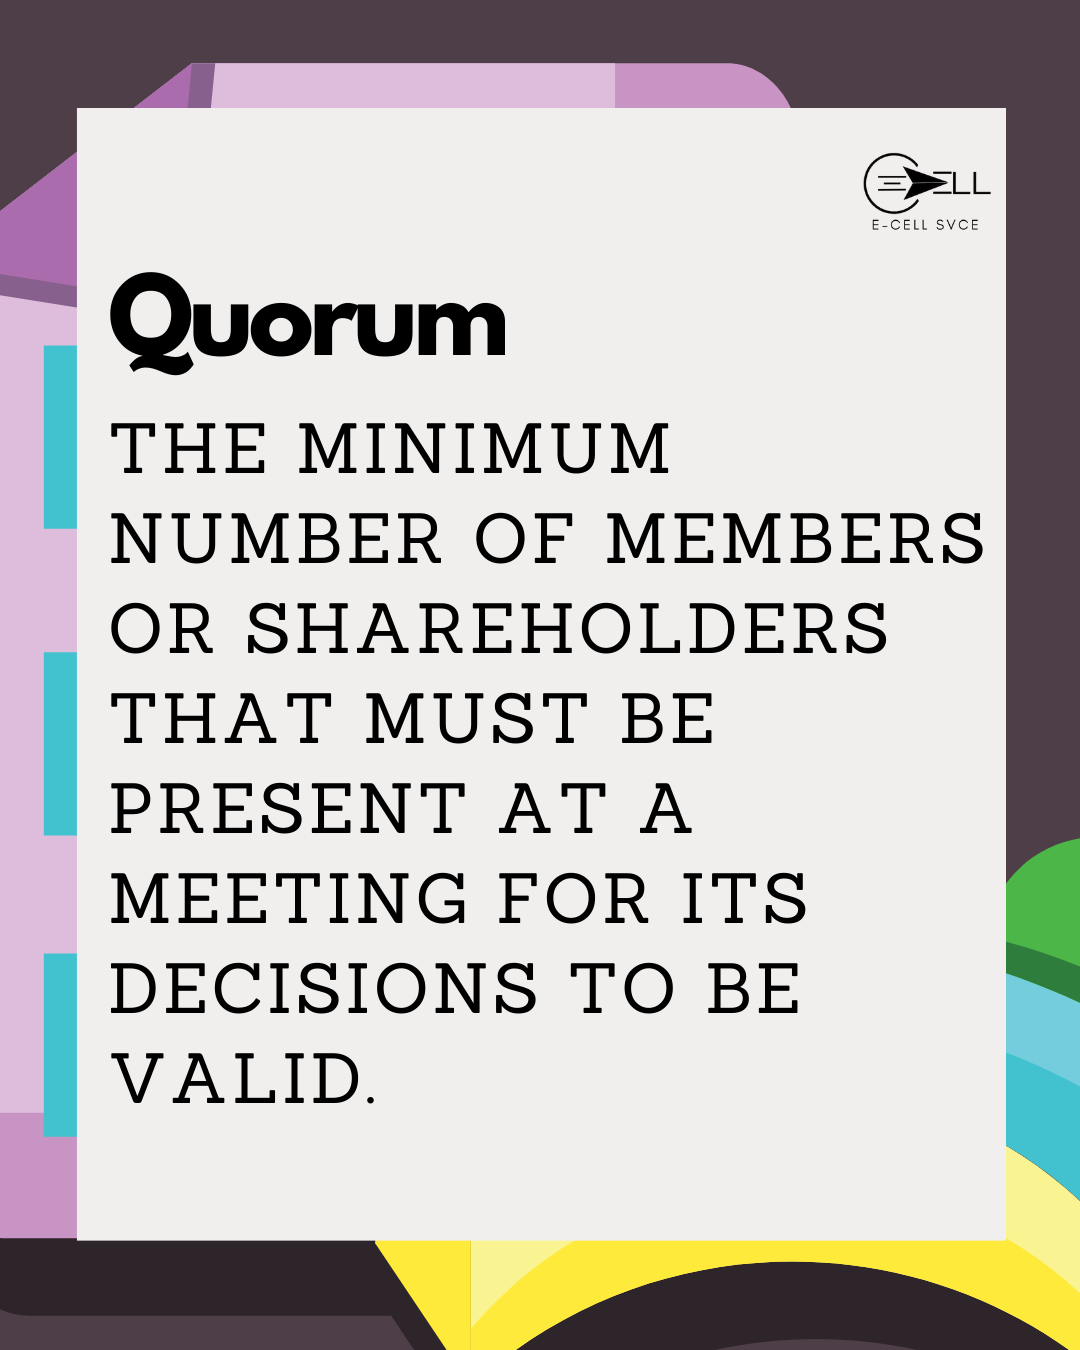 ELL
E-CELL SVCE
Quorum
THE MINIMUM
NUMBER OF MEMBERS
OR SHAREHOLDERS
THAT MUST BE
PRESENT AT A
MEETING FOR ITS
DECISIONS TO BE
VALID.